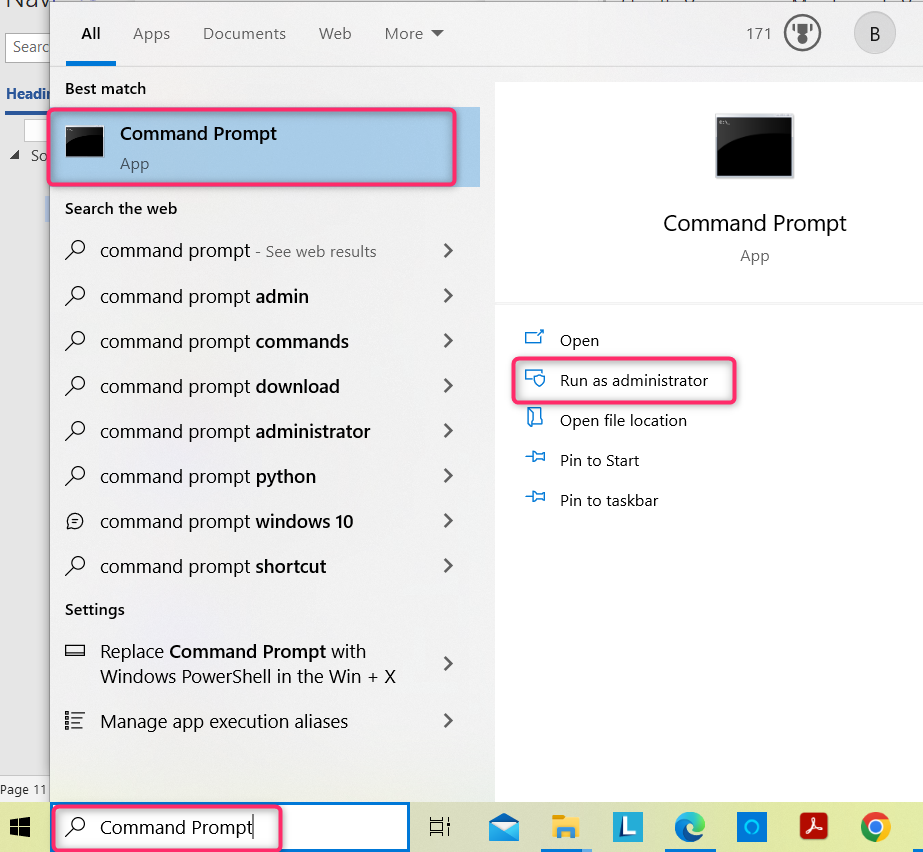 All Apps Documents Web More 171 B
Searc
Headin
So
Best match
Command Prompt
App
Search the web
command prompt - See web results
command prompt admin
command prompt commands
command prompt download
command prompt administrator
command prompt python
command prompt windows 10
command prompt shortcut
Settings
Replace Command Prompt with
Windows PowerShell in the Win + X
Manage app execution aliases
Command Prompt
App
Open
Run as administrator
Open file location
Pin to Start
Pin to taskbar
Page 11
Command Prompt
L